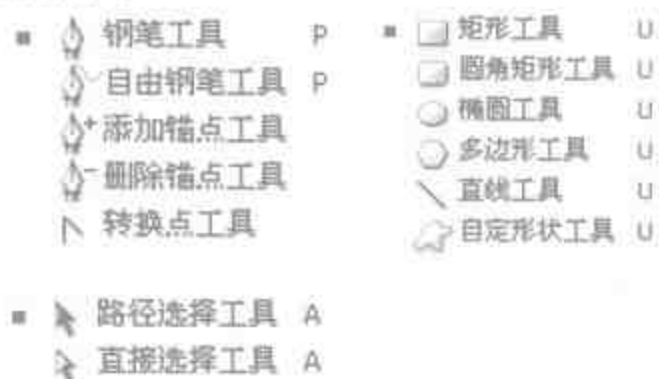 钢笔工具 P
自由钢笔工具 P
添加锚点工具
删除锚点工具
转换点工具
矩形工具 U
圆角矩形工具 U
椭圆工具 U
多边形工具 U
直线工具 U
自定形状工具 U
路径选择工具 A
直接选择工具 A